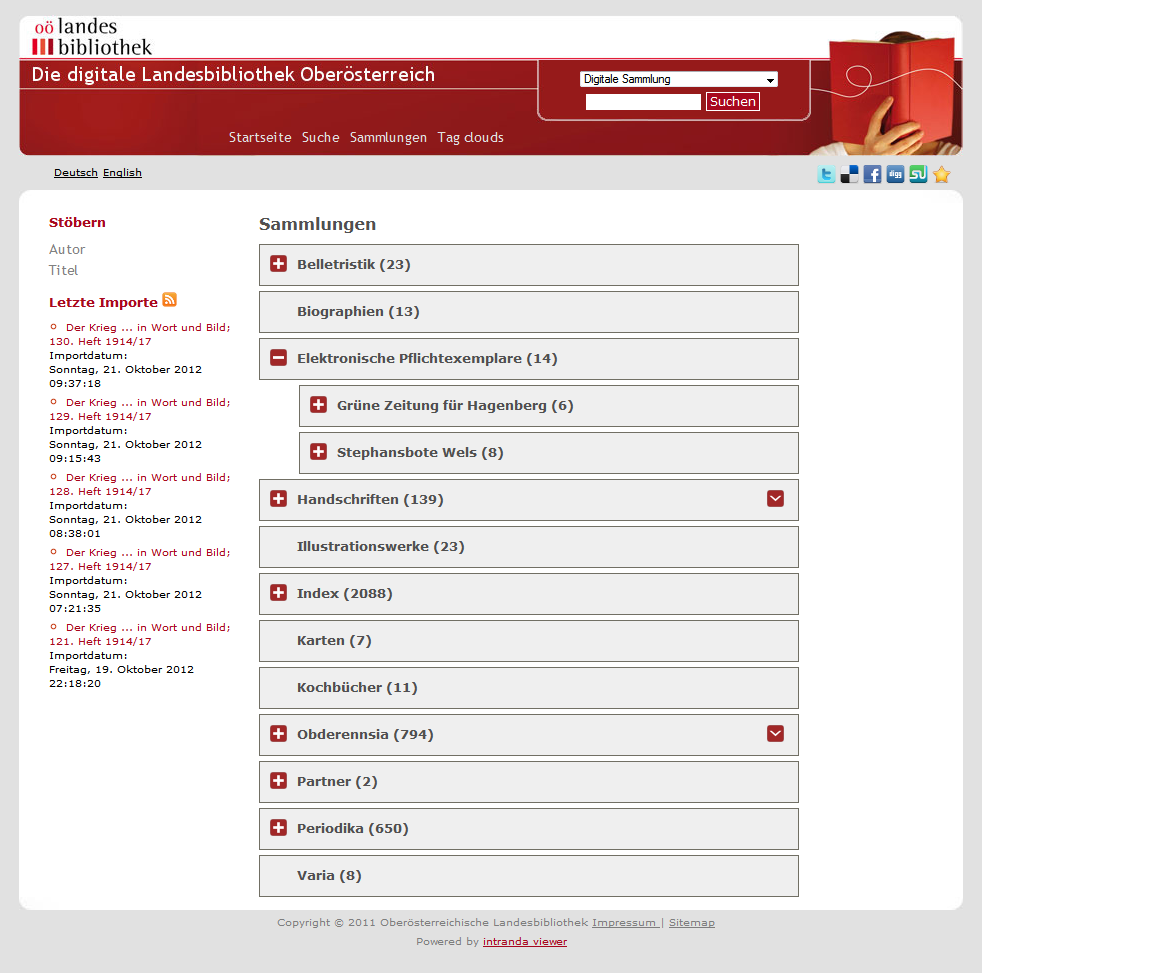 oö landes
bibliothek
Die digitale Landesbibliothek Oberösterreich
Digitale Sammlung
Suchen
Startseite Suche Sammlungen Tag clouds
Deutsch English
t f digg SU
Stöbern
Autor
Titel
Letzte Importe
Der Krieg ... in Wort und Bild;
130. Heft 1914/17
Importdatum:
Sonntag, 21. Oktober 2012
09:37:18
Der Krieg ... in Wort und Bild;
129. Heft 1914/17
Importdatum:
Sonntag, 21. Oktober 2012
09:15:43
Der Krieg ... in Wort und Bild;
128. Heft 1914/17
Importdatum:
Sonntag, 21. Oktober 2012
08:38:01
Der Krieg ... in Wort und Bild;
127. Heft 1914/17
Importdatum:
Sonntag, 21. Oktober 2012
07:21:35
Der Krieg ... in Wort und Bild;
121. Heft 1914/17
Importdatum:
Freitag, 19. Oktober 2012
22:18:20
Sammlungen
Belletristik (23)
Biographien (13)
Elektronische Pflichtexemplare (14)
Grüne Zeitung für Hagenberg (6)
Stephansbote Wels (8)
Handschriften (139)
Illustrationswerke (23)
Index (2088)
Karten (7)
Kochbücher (11)
Obderennsia (794)
Partner (2)
Periodika (650)
Varia (8)
Copyright © 2011 Oberösterreichische Landesbibliothek Impressum | Sitemap
Powered by intranda viewer